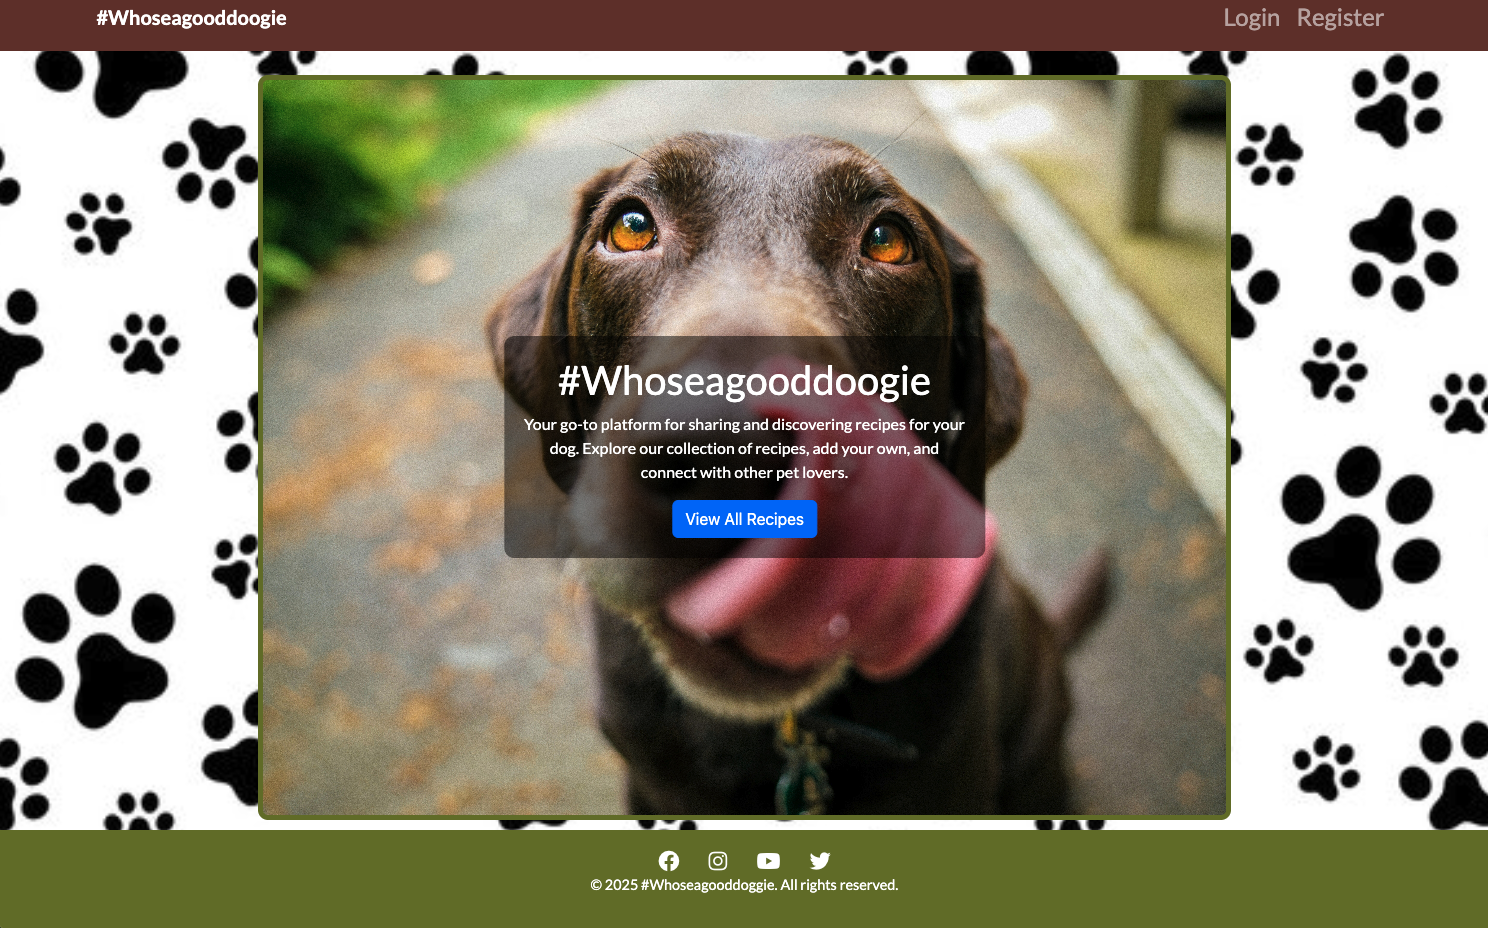 #Whoseagooddoogie
Login Register
#Whoseagooddoogie
Your go-to platform for sharing and discovering recipes for your
dog. Explore our collection of recipes, add your own, and
connect with other pet lovers.
View All Recipes
© 2025 #Whoseagooddoggie. All rights reserved.